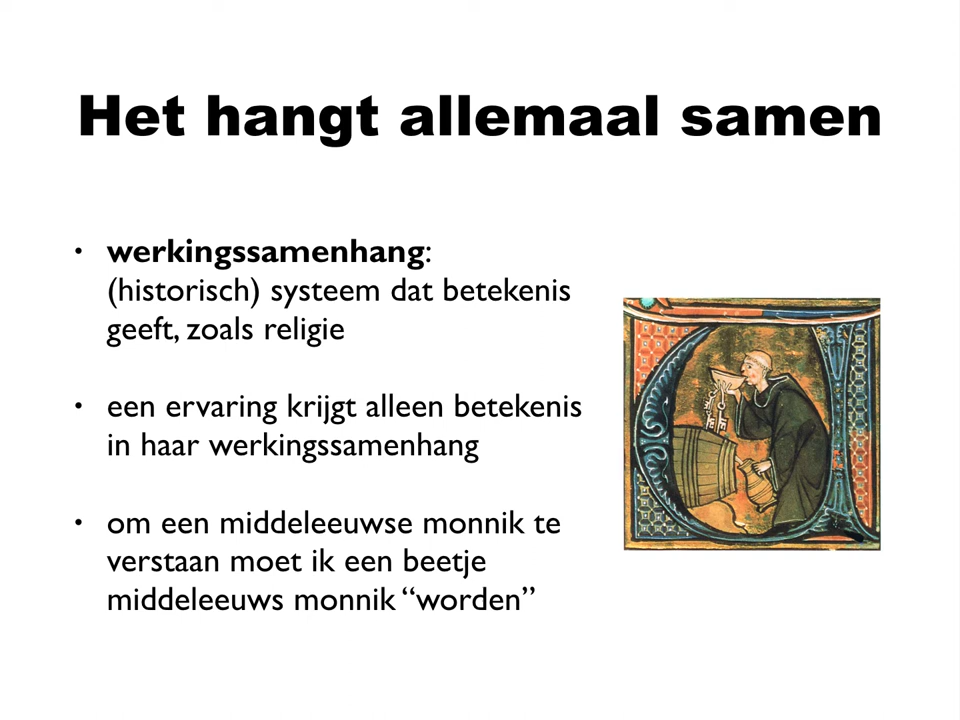 Het hangt allemaal samen
• werkingssamenhang:
(historisch) systeem dat betekenis
geeft, zoals religie
• een ervaring krijgt alleen betekenis
in haar werkingssamenhang
• om een middeleeuwse monnik te
verstaan moet ik een beetje
middeleeuws monnik “worden”